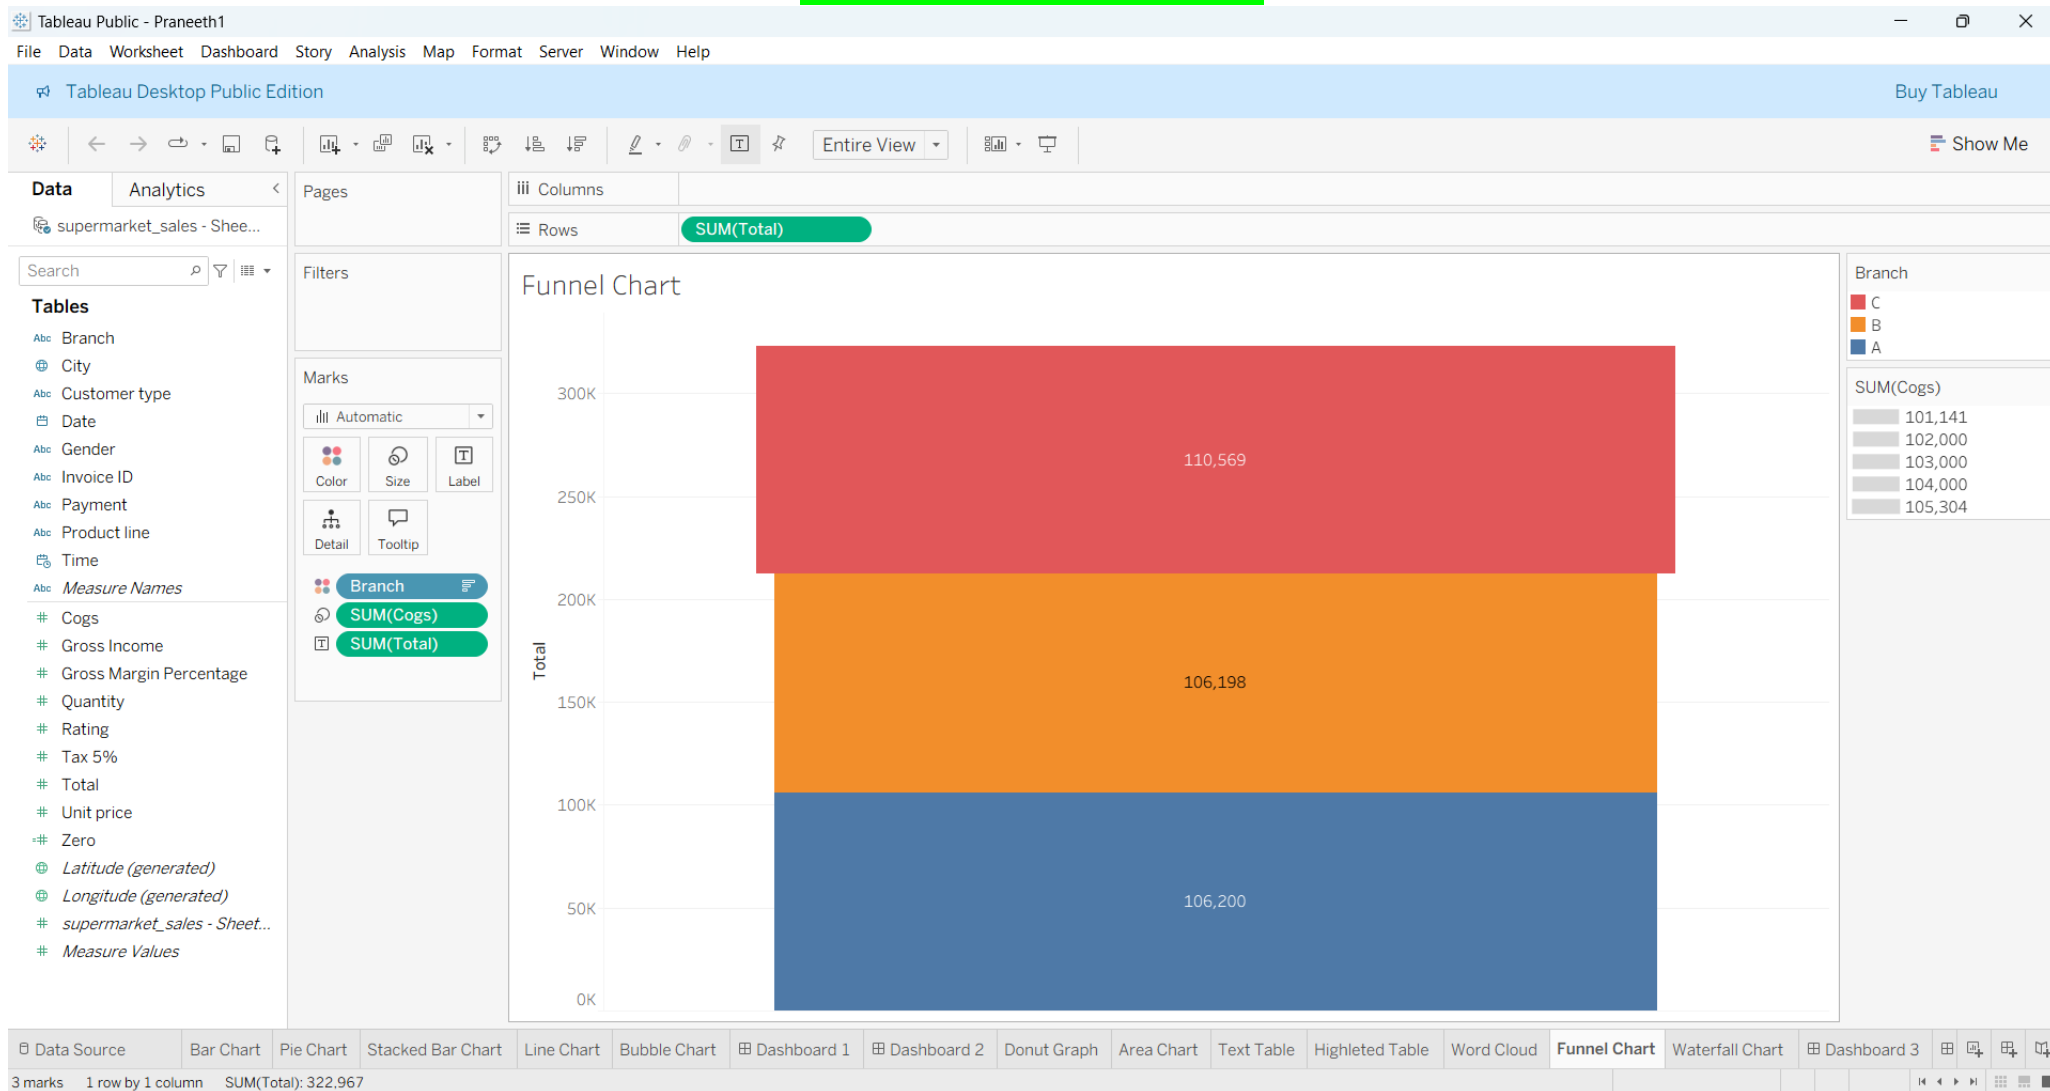 Tableau Public - Praneeth1
File Data Worksheet Dashboard Story Analysis Map Format Server Window Help
Tableau Desktop Public Edition
Buy Tableau
Entire View
Show Me
Data Analytics
supermarket_sales - Shee...
Search
Tables
Abc Branch
City
Abc Customer type
Date
Abc Gender
Abc Invoice ID
Abc Payment
Abc Product line
Time
Abc Measure Names
# Cogs
# Gross Income
# Gross Margin Percentage
# Quantity
# Rating
# Tax 5%
# Total
# Unit price
=# Zero
Latitude (generated)
Longitude (generated)
# supermarket_sales - Sheet...
# Measure Values
Pages
Filters
Marks
Automatic
Color Size Label
Detail Tooltip
Branch
SUM(Cogs)
SUM(Total)
iii Columns
Rows SUM(Total)
Funnel Chart
Total
300K
250K
200K
150K
100K
50K
0K
110,569
106,198
106,200
Branch
C
B
A
SUM(Cogs)
101,141
102,000
103,000
104,000
105,304
Data Source Bar Chart Pie Chart Stacked Bar Chart Line Chart Bubble Chart Dashboard 1 Dashboard 2 Donut Graph Area Chart Text Table Highleted Table Word Cloud Funnel Chart Waterfall Chart Dashboard 3
3 marks 1 row by 1 column SUM(Total): 322,967